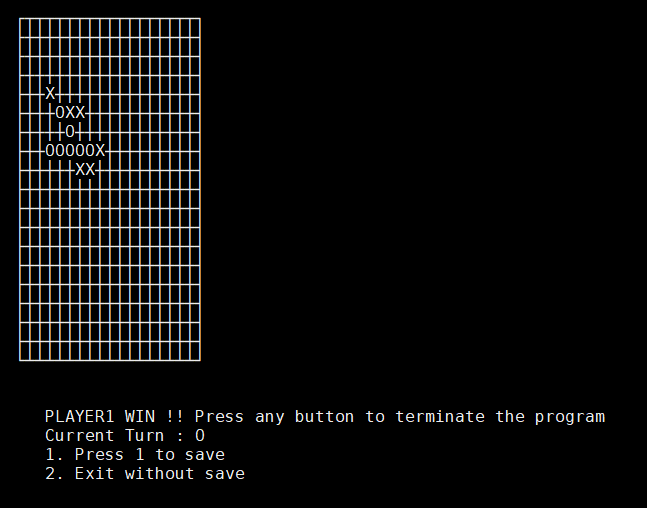 X
OXX
O
OOOOOX
XX
PLAYER1 WIN !! Press any button to terminate the program
Current Turn : O
1. Press 1 to save
2. Exit without save